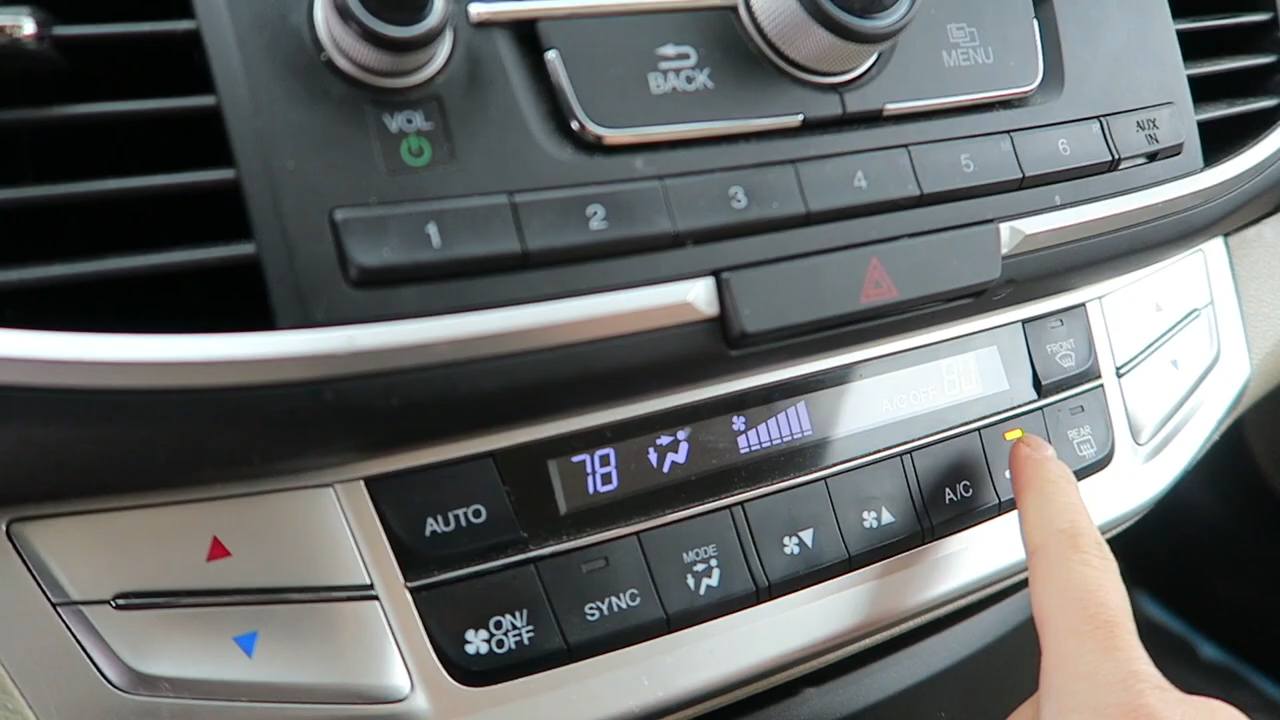 BACK
MENU
VOL
1 2 3 4 5 6 AUX
IN
FRONT
78 A/C OFF 80
REAR
AUTO
A/C
MODE
SYNC
ON/
OFF